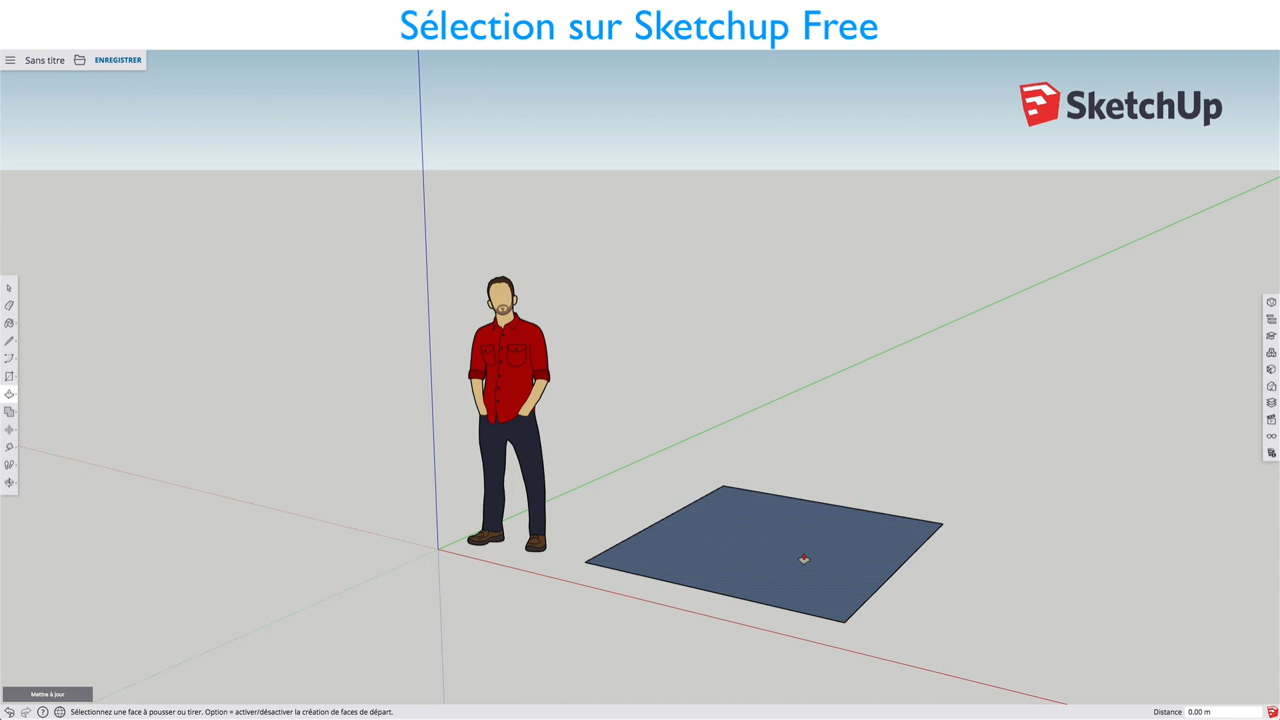 Sélection sur Sketchup Free
Sans titre ENREGISTRER
SketchUp
Mettre à jour
Sélectionnez une face à pousser ou tirer. Option = activer/désactiver la création de faces de départ.
Distance 0.00 m